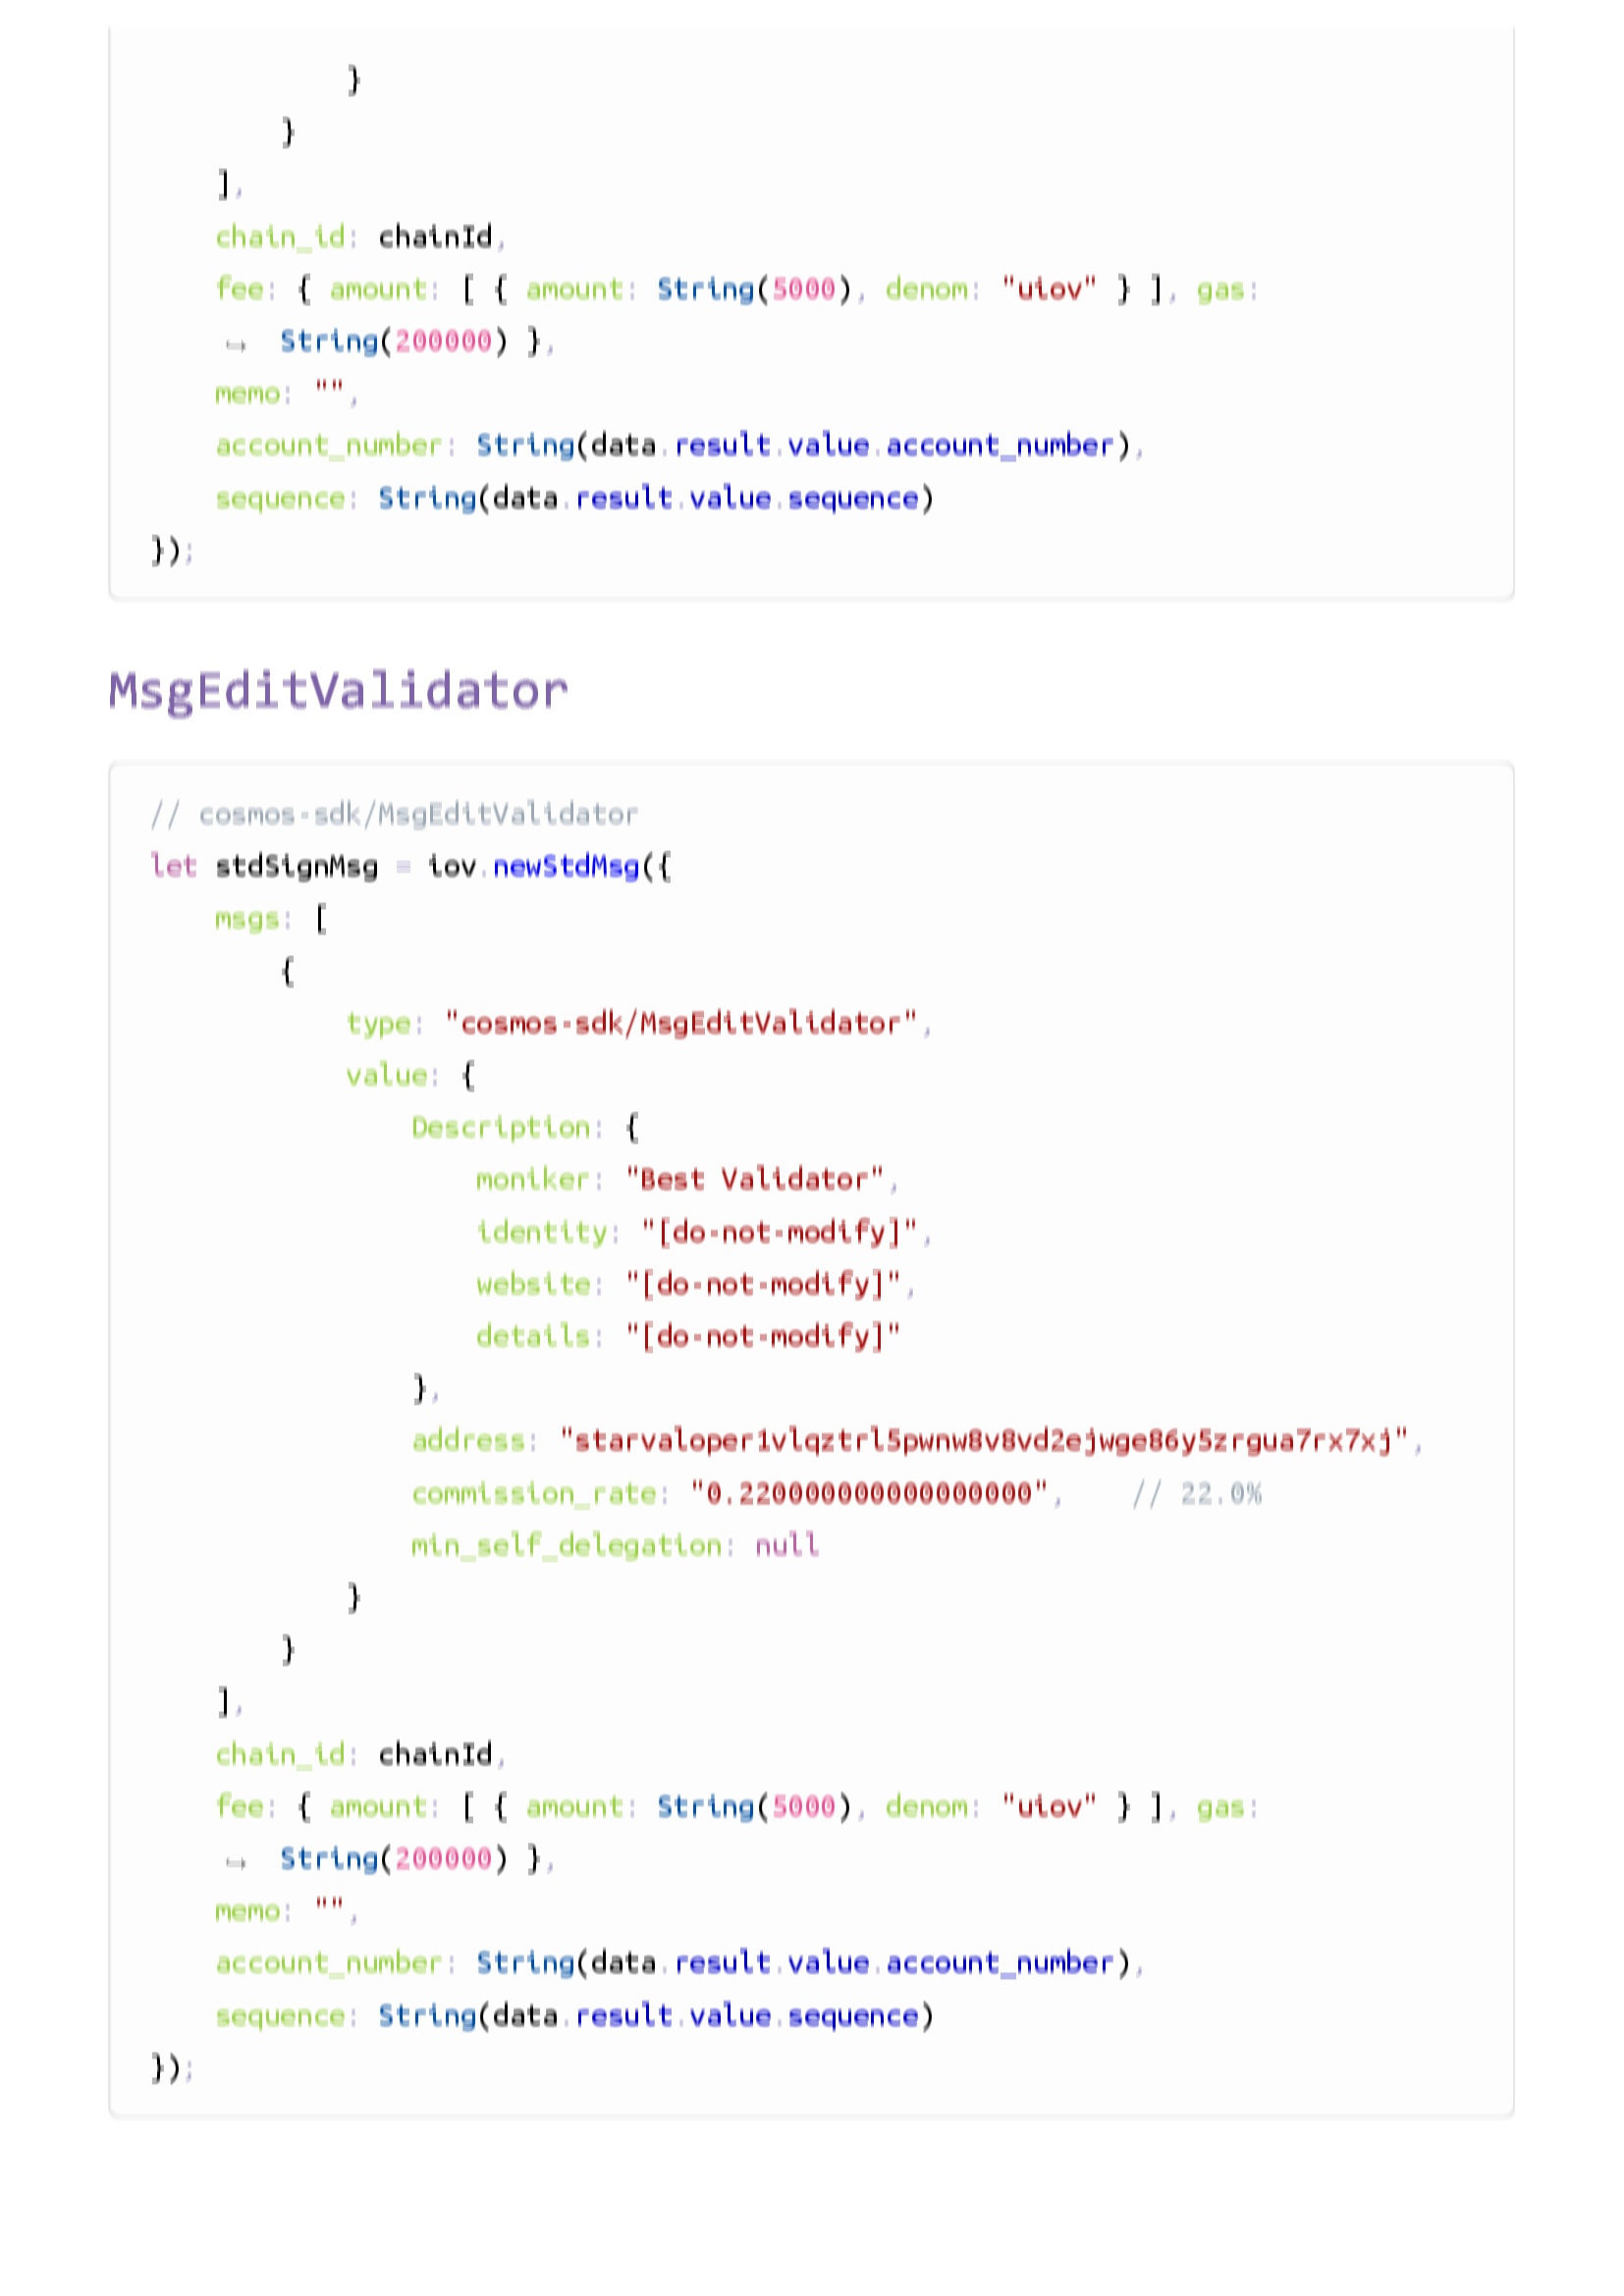 }
        }
    ],
    chain_id: chainId,
    fee: { amount: [ { amount: String(5000), denom: "uiov" } ], gas:
    ↪  String(200000) },
    memo: "",
    account_number: String(data.result.value.account_number),
    sequence: String(data.result.value.sequence)
});
MsgEditValidator
// cosmos-sdk/MsgEditValidator
let stdSignMsg = iov.newStdMsg({
    msgs: [
        {
            type: "cosmos-sdk/MsgEditValidator",
            value: {
                Description: {
                    moniker: "Best Validator",
                    identity: "[do-not-modify]",
                    website: "[do-not-modify]",
                    details: "[do-not-modify]"
                },
                address: "starvaloper1vlqztrl5pwnw8v8vd2ejwge86y5zrgua7rx7xj",
                commission_rate: "0.220000000000000000",    // 22.0%
                min_self_delegation: null
            }
        }
    ],
    chain_id: chainId,
    fee: { amount: [ { amount: String(5000), denom: "uiov" } ], gas:
    ↪  String(200000) },
    memo: "",
    account_number: String(data.result.value.account_number),
    sequence: String(data.result.value.sequence)
});